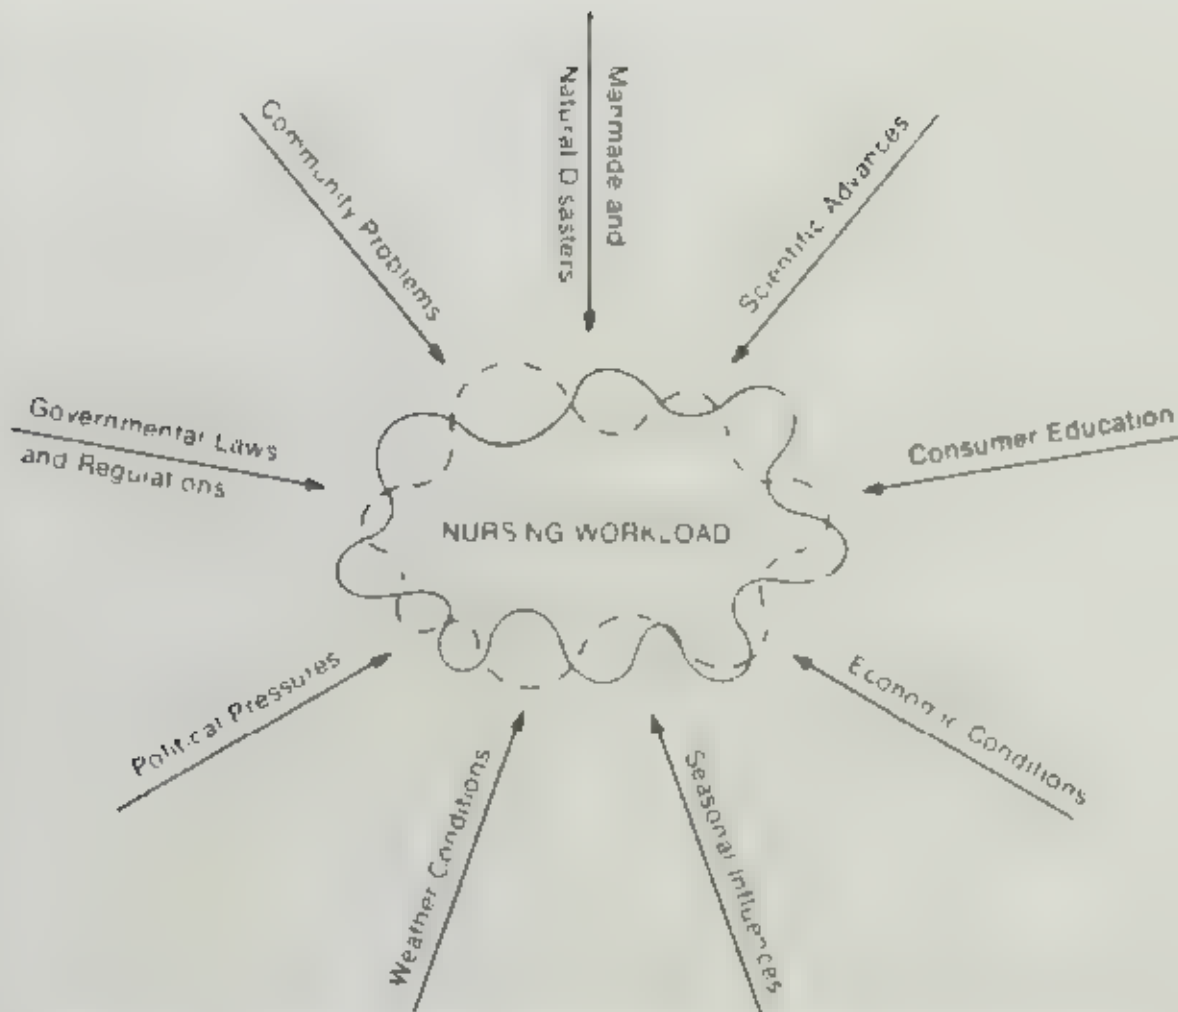 Manmade and
Natural Disasters
Scientific Advances
Consumer Education
Economic Conditions
Seasonal Influences
Weather Conditions
Political Pressures
Governmental Laws
and Regulations
Community Problems
NURSING WORKLOAD